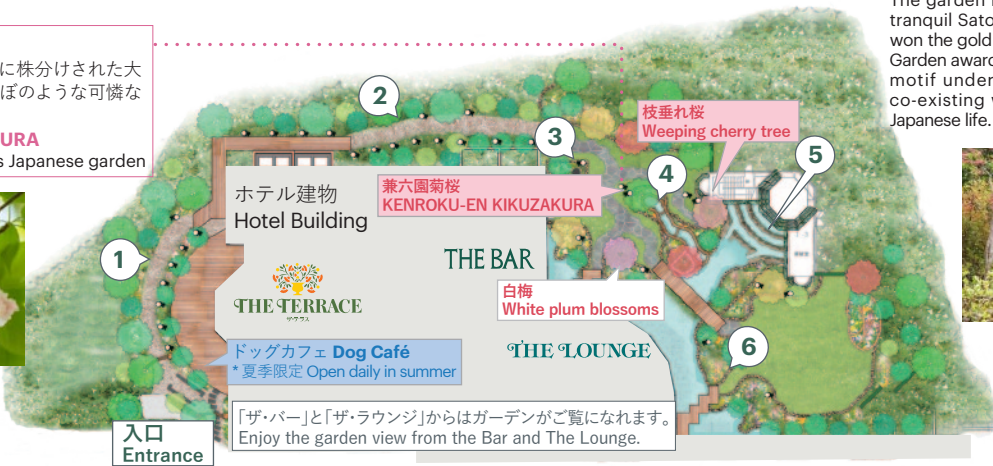 に株分けされた大
ぼのような可憐な
URA
s Japanese garden
The garden
tranquil Sato
won the gold
Garden award
motif under
co-existing
Japanese life.
2
3
枝垂れ桜
Weeping cherry tree
5
4
兼六園菊桜
KENROKU-EN KIKUZAKURA
ホテル建物
Hotel Building
1
THE BAR
THE TERRACE
ザ・テラス
白梅
White plum blossoms
THE LOUNGE
6
ドッグカフェ Dog Café
* 夏季限定 Open daily in summer
「ザ・バー」と「ザ・ラウンジ」からはガーデンがご覧になれます。
Enjoy the garden view from the Bar and The Lounge.
入口
Entrance